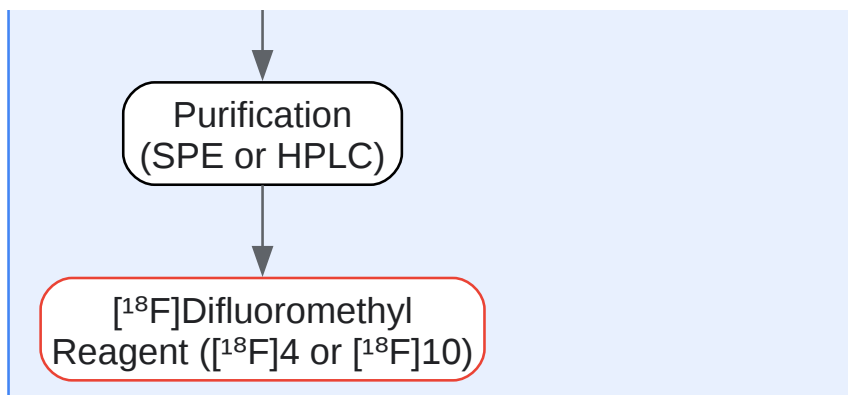 Purification
(SPE or HPLC)
[¹⁸F]Difluoromethyl
Reagent ([¹⁸F]4 or [¹⁸F]10)